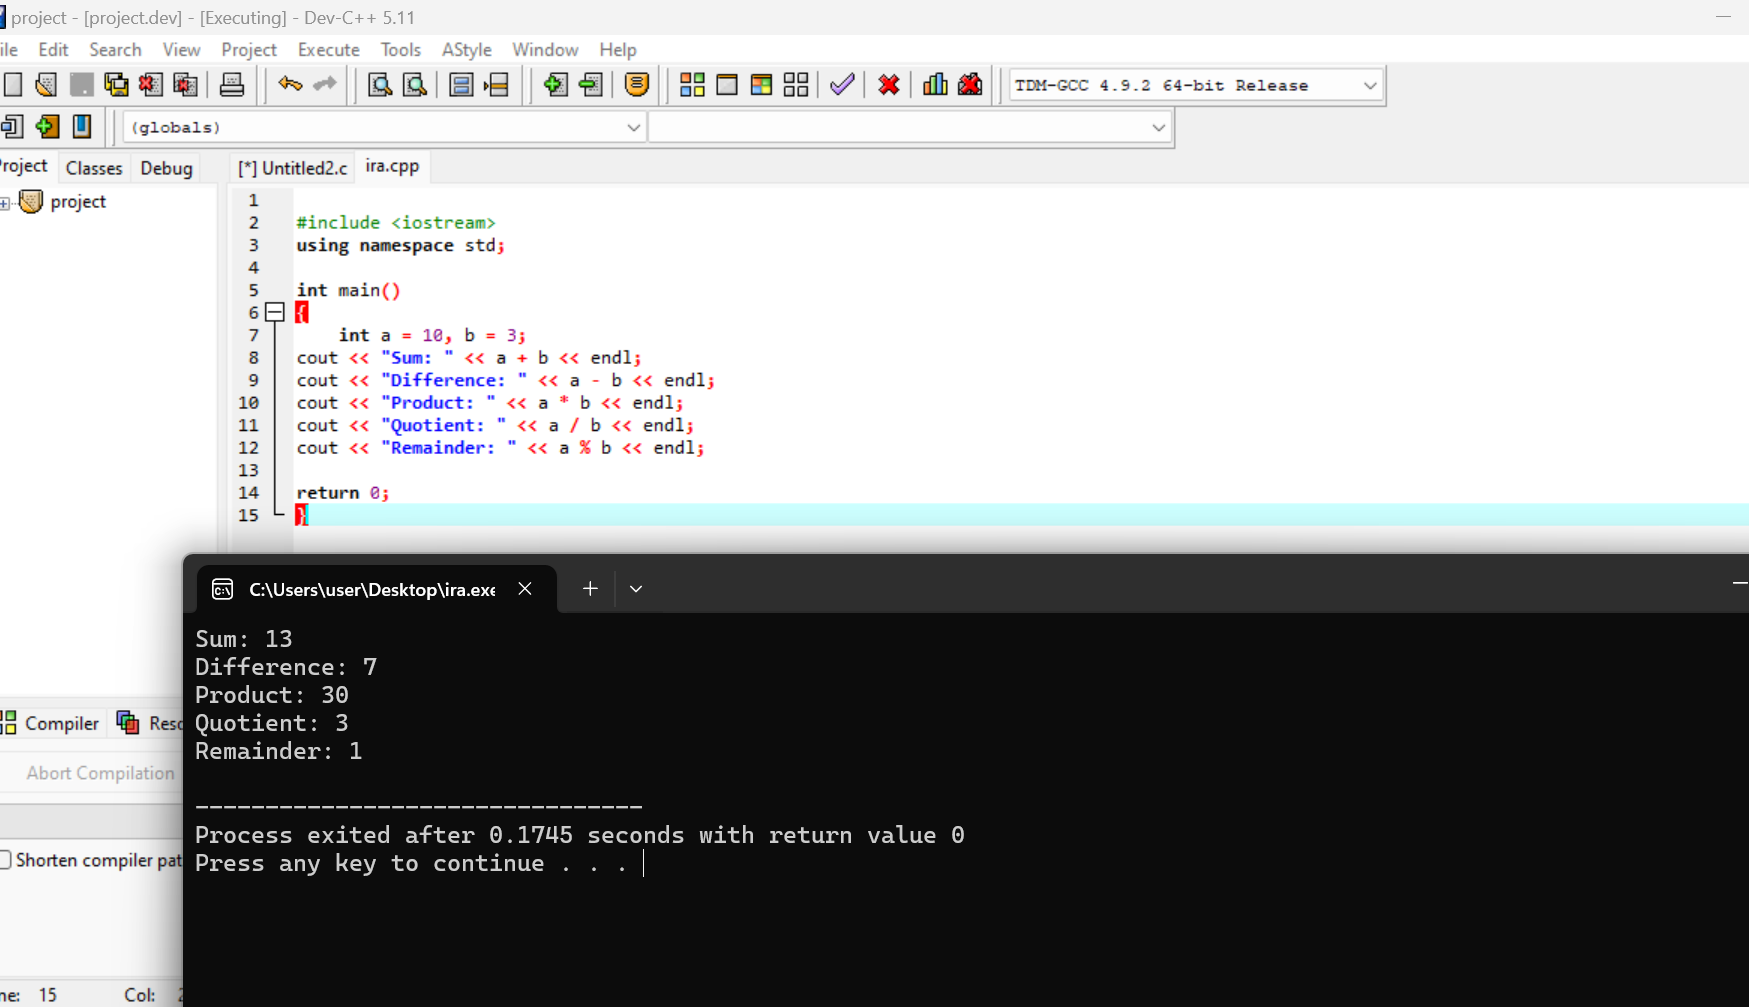 project - [project.dev] - [Executing] - Dev-C++ 5.11
ile Edit Search View Project Execute Tools AStyle Window Help
TDM-GCC 4.9.2 64-bit Release
(globals)
roject Classes Debug [*] Untitled2.c ira.cpp
project
1
2 #include <iostream>
3 using namespace std;
4
5 int main()
6 {
7 int a = 10, b = 3;
8 cout << "Sum: " << a + b << endl;
9 cout << "Difference: " << a - b << endl;
10 cout << "Product: " << a * b << endl;
11 cout << "Quotient: " << a / b << endl;
12 cout << "Remainder: " << a % b << endl;
13
14 return 0;
15 }
C:\Users\user\Desktop\ira.exe
Sum: 13
Difference: 7
Product: 30
Quotient: 3
Remainder: 1
--------------------------------
Process exited after 0.1745 seconds with return value 0
Press any key to continue . . .
Compiler Reso
Abort Compilation
Shorten compiler pat
ne: 15 Col: 2